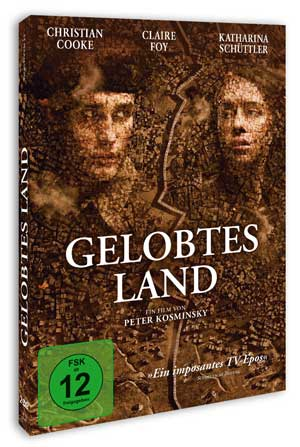 CHRISTIAN COOKE
CLAIRE FOY
KATHARINA SCHÜTTLER
GELOBTES
LAND
EIN FILM VON
PETER KOSMINSKY
»Ein imposantes TV-Epos«
FSK
ab
12
freigegeben
GELOBTES LAND